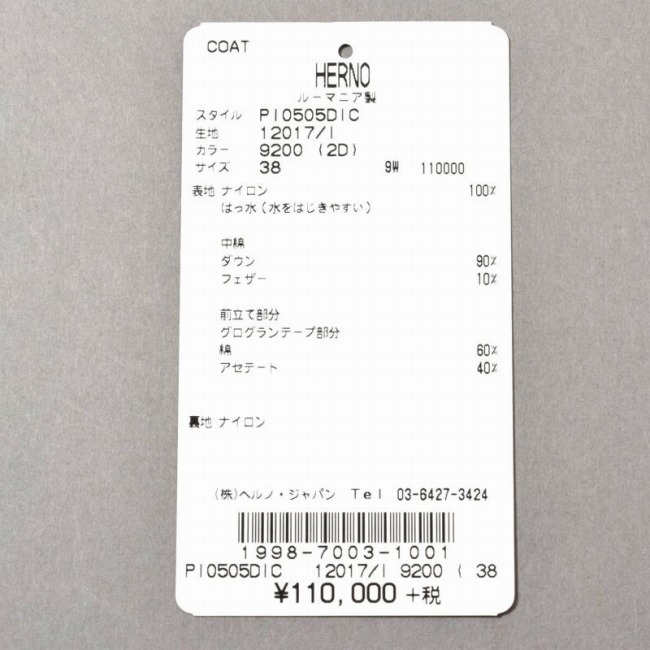 COAT
HERNO
ルーマニア製
スタイル PI0505DIC
生地 12017/I
カラー 9200 (2D)
サイズ 38 9W 110000
表地 ナイロン 100%
はっ水(水をはじきやすい)
中綿
ダウン 90%
フェザー 10%
前立て部分
グログランテープ部分
綿 60%
アセテート 40%
裏地 ナイロン
(株)ヘルノ・ジャパン Tel 03-6427-3424
1998-7003-1001
PI0505DIC 12017/I 9200 ( 38
¥110,000 +税